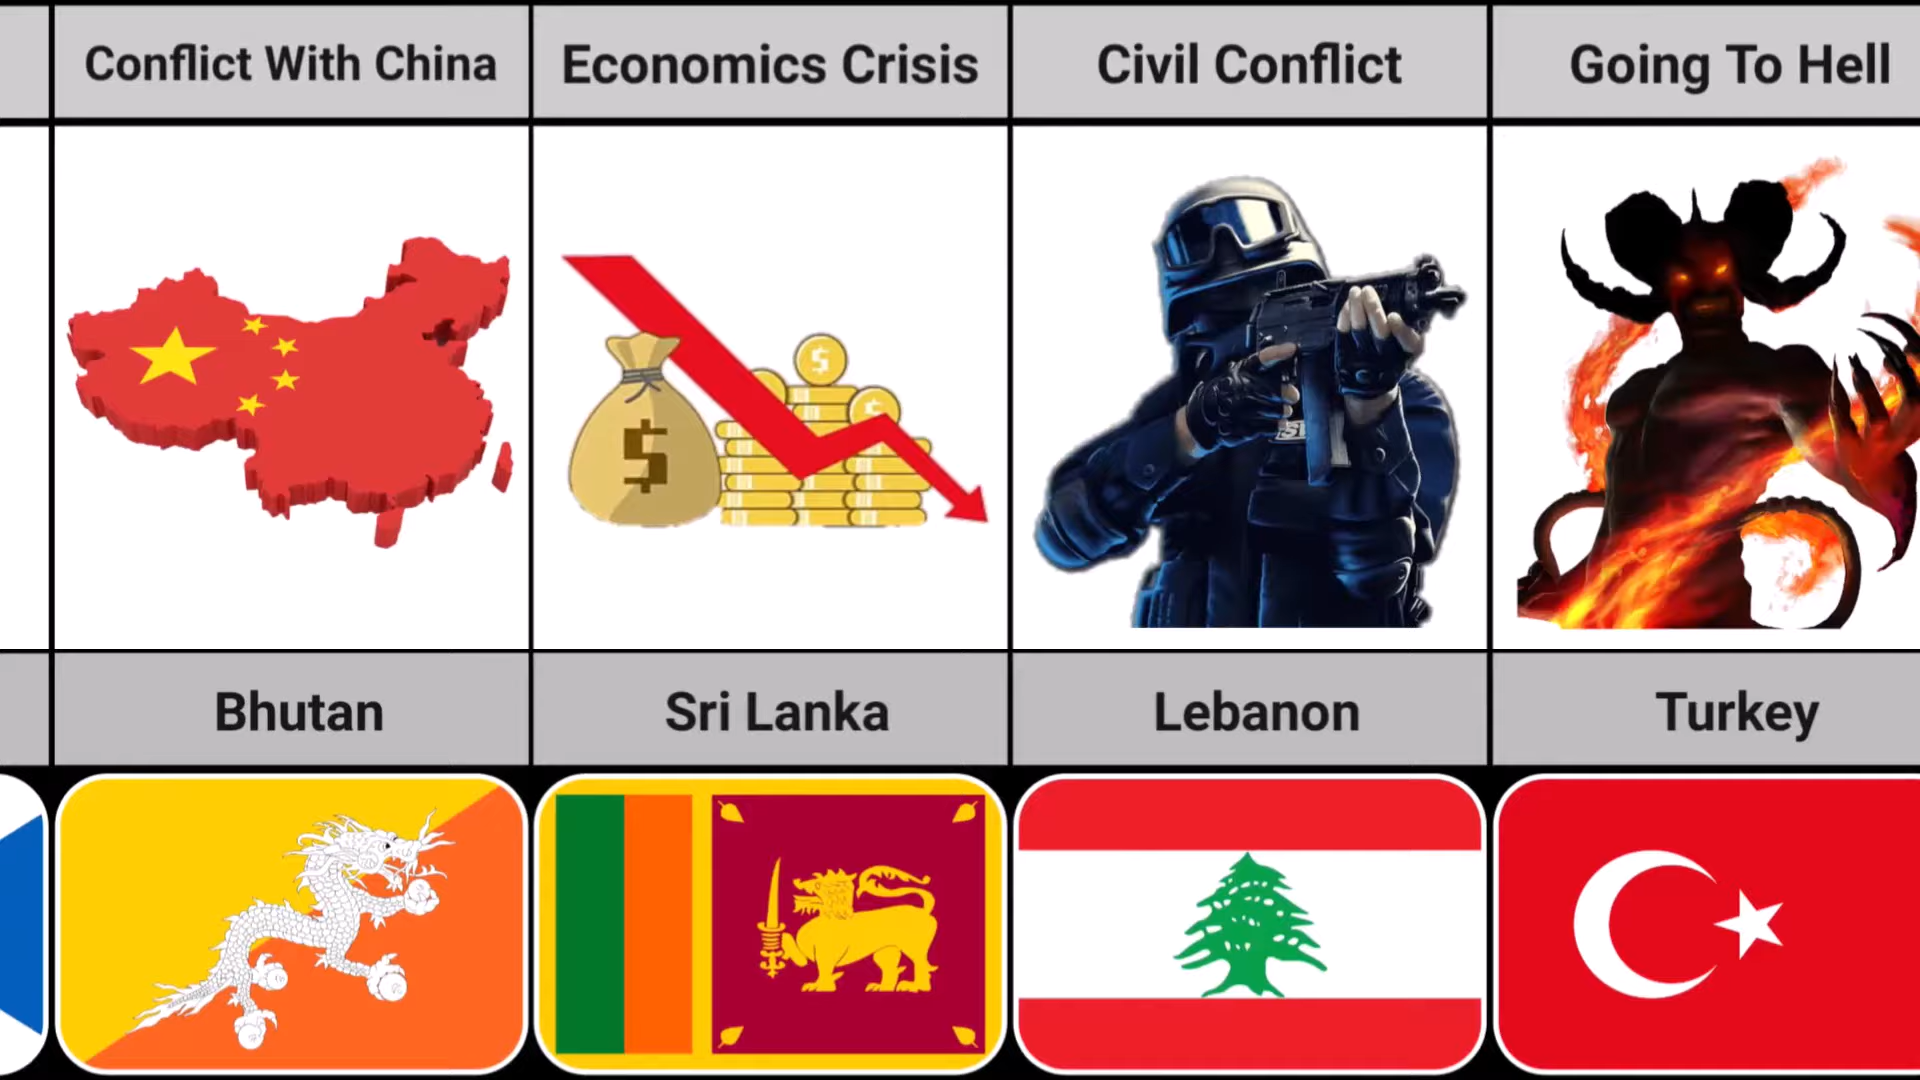 Conflict With China
Economics Crisis
Civil Conflict
Going To Hell
$
$
Bhutan
Sri Lanka
Lebanon
Turkey